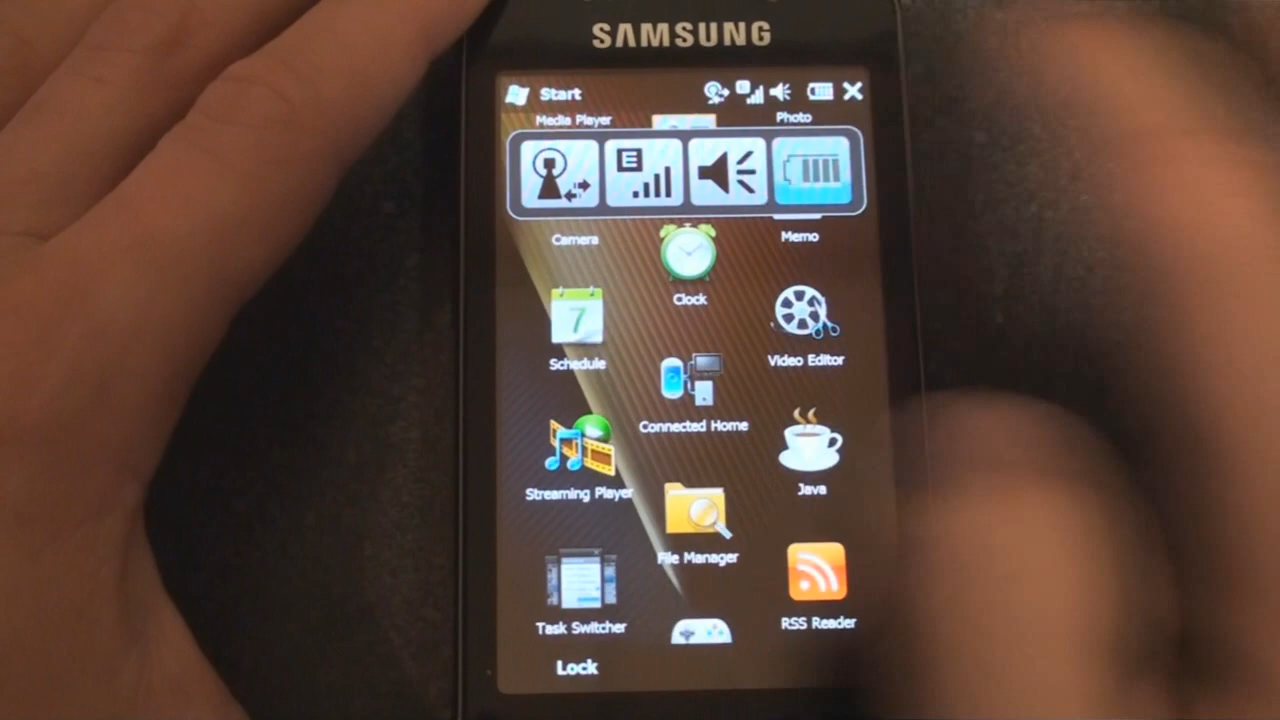 SAMSUNG
Start
Media Player
Photo
E
Camera
Memo
Clock
7
Schedule
Video Editor
Connected Home
Streaming Player
Java
File Manager
Task Switcher
RSS Reader
Lock